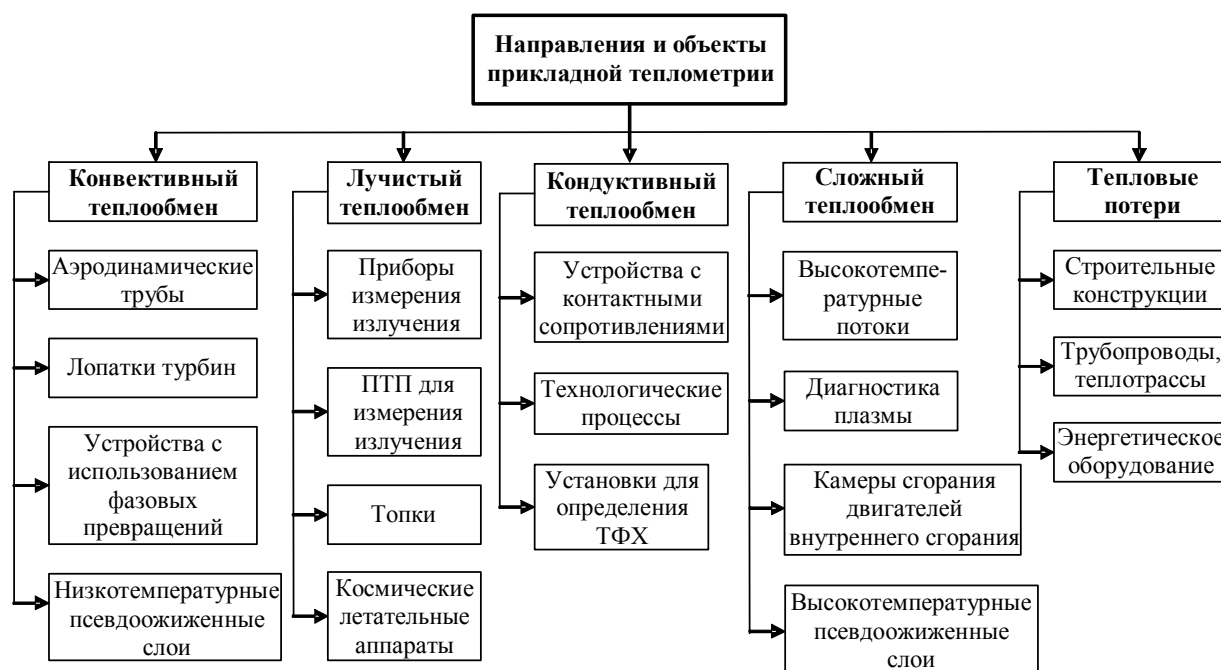 Направления и объекты
прикладной теплометрии
Конвективный
теплообмен
Аэродинамические
трубы
Лопатки турбин
Устройства с
использованием
фазовых
превращений
Низкотемпературные
псевдоожиженные
слои
Лучистый
теплообмен
Приборы
измерения
излучения
ПТП для
измерения
излучения
Топки
Космические
летательные
аппараты
Кондуктивный
теплообмен
Устройства с
контактными
сопротивлениями
Технологические
процессы
Установки для
определения
ТФХ
Сложный
теплообмен
Высокотемпе-
ратурные
потоки
Диагностика
плазмы
Камеры сгорания
двигателей
внутреннего сгорания
Высокотемпературные
псевдоожиженные
слои
Тепловые
потери
Строительные
конструкции
Трубопроводы,
теплотрассы
Энергетическое
оборудование